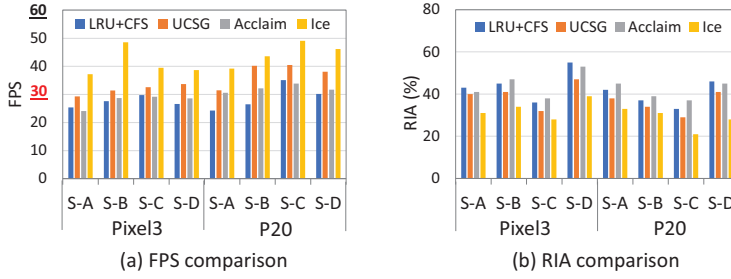 60
50
40
30
20
10
0
FPS
LRU+CFS UCSG Acclaim Ice
S-A S-B S-C S-D S-A S-B S-C S-D
Pixel3 P20
(a) FPS comparison
80
60
40
20
0
RIA (%)
LRU+CFS UCSG Acclaim Ice
S-A S-B S-C S-D S-A S-B S-C S-D
Pixel3 P20
(b) RIA comparison